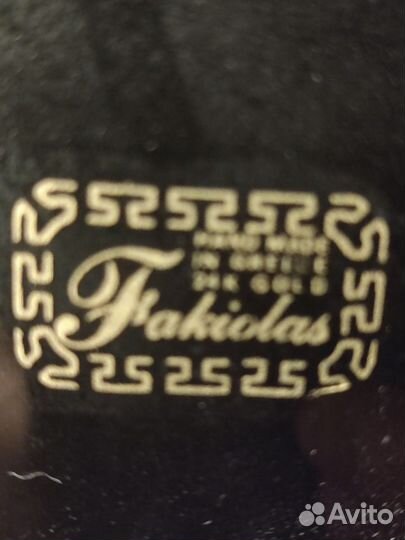 HAND MADE
IN GREECE
24K GOLD
Fakiolas
Avito